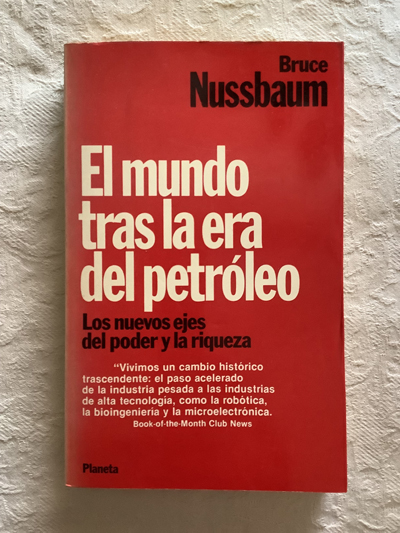 Bruce
Nussbaum
El mundo
tras la era
del petróleo
Los nuevos ejes
del poder y la riqueza
“Vivimos un cambio histórico
trascendente: el paso acelerado
de la industria pesada a las industrias
de alta tecnología, como la robótica,
la bioingeniería y la microelectrónica.
Book-of-the-Month Club News
Planeta